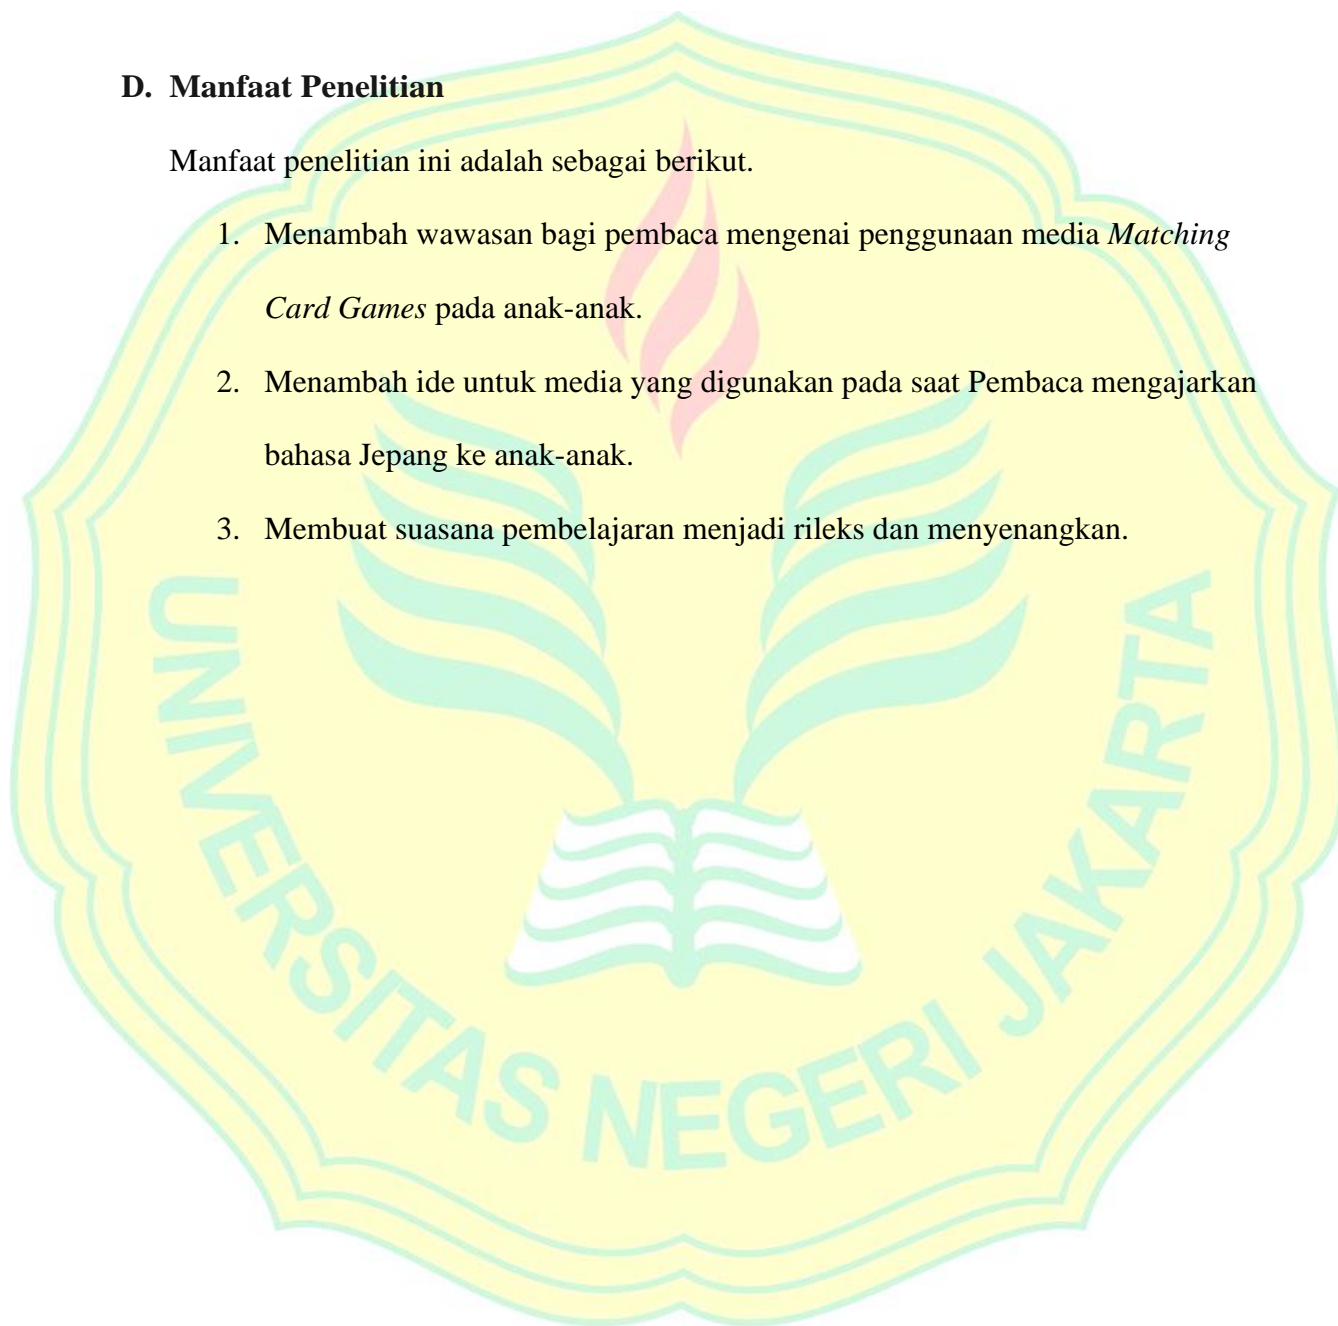 D. Manfaat Penelitian
Manfaat penelitian ini adalah sebagai berikut.
1. Menambah wawasan bagi pembaca mengenai penggunaan media Matching
Card Games pada anak-anak.
2. Menambah ide untuk media yang digunakan pada saat Pembaca mengajarkan
bahasa Jepang ke anak-anak.
3. Membuat suasana pembelajaran menjadi rileks dan menyenangkan.
UNIVERSITAS NEGERI JAKARTA